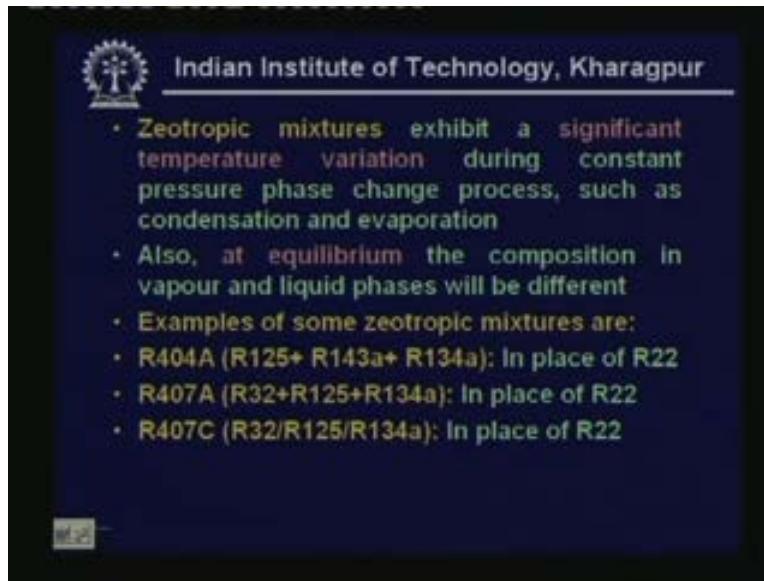 Indian Institute of Technology, Kharagpur
• Zeotropic mixtures exhibit a significant
temperature variation during constant
pressure phase change process, such as
condensation and evaporation
• Also, at equilibrium the composition in
vapour and liquid phases will be different
• Examples of some zeotropic mixtures are:
• R404A (R125+ R143a+ R134a): In place of R22
• R407A (R32+R125+R134a): In place of R22
• R407C (R32/R125/R134a): In place of R22